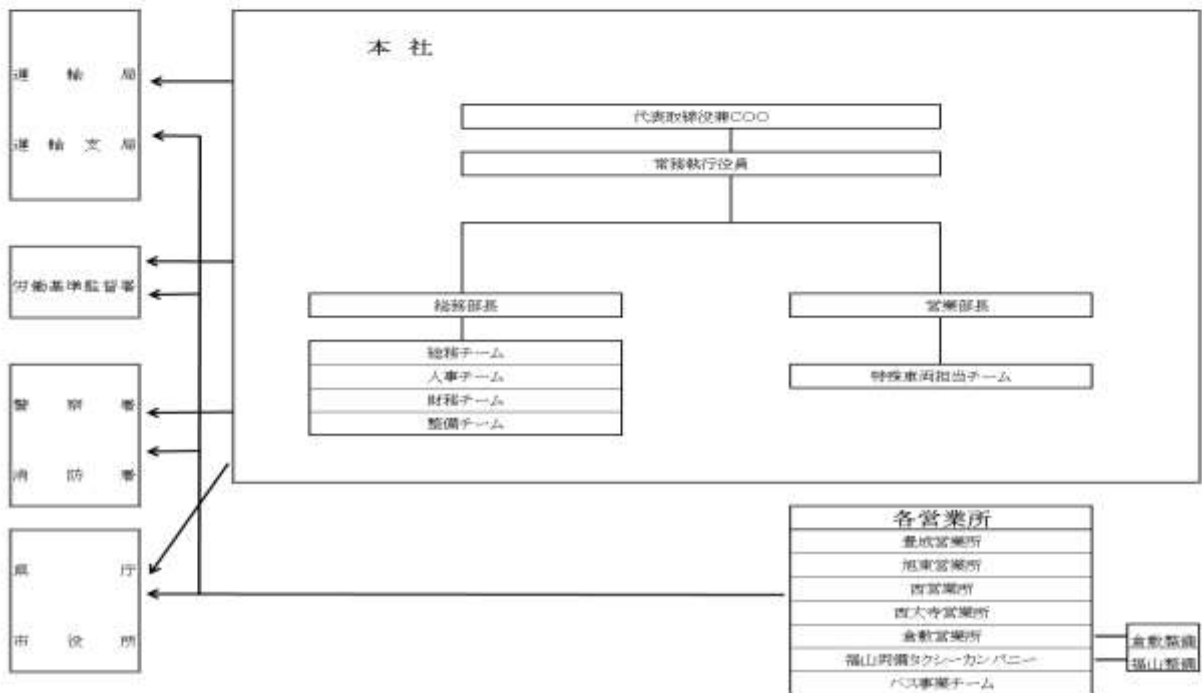 運輸局
運輸支局
労働基準監督署
警察署
消防署
県庁
市役所
本社
代表取締役兼COO
常務執行役員
総務部長
総務チーム
人事チーム
財務チーム
整備チーム
営業部長
特殊車両担当チーム
各営業所
豊成営業所
旭東営業所
西営業所
西大寺営業所
倉敷営業所
福山両備タクシーカンパニー
バス事業チーム
倉敷整備
福山整備